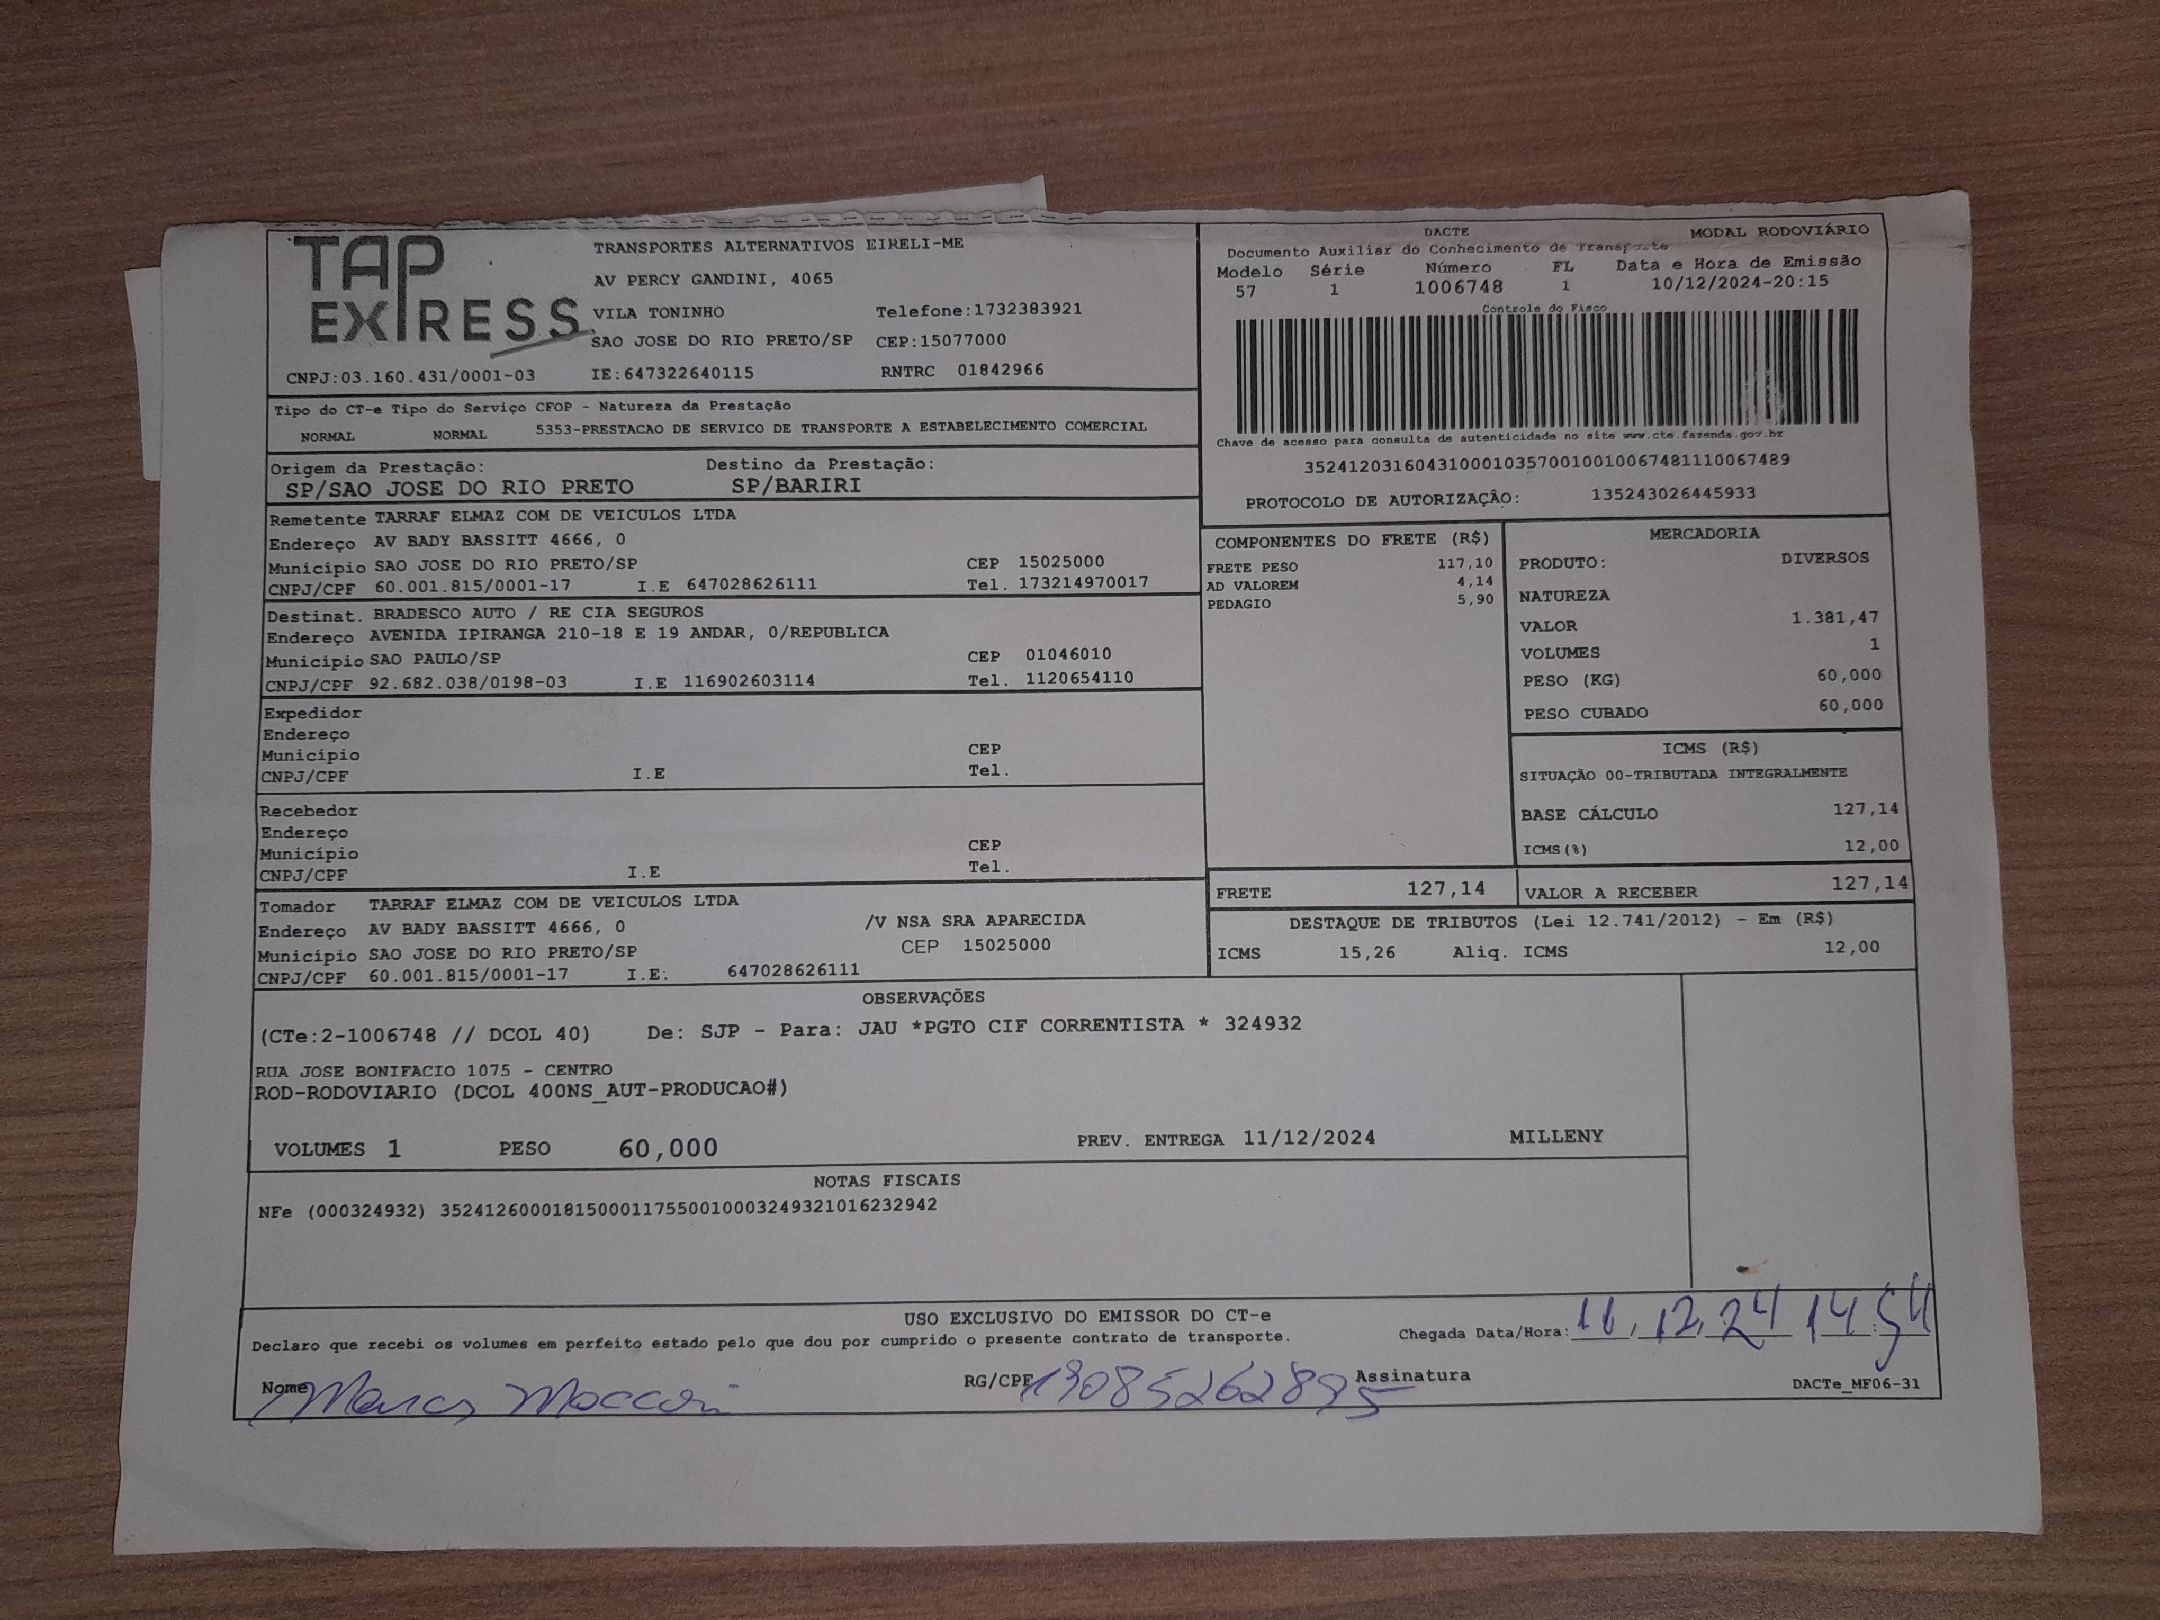 TAP
EXPRESS
TRANSPORTES ALTERNATIVOS EIRELI-ME
AV PERCY GANDINI, 4065
VILA TONINHO Telefone:1732383921
SAO JOSE DO RIO PRETO/SP CEP:15077000
CNPJ:03.160.431/0001-03 IE:647322640115 RNTRC 01842966
DACTE MODAL RODOVIÁRIO
Documento Auxiliar do Conhecimento de Transporte
Modelo Série Número FL Data e Hora de Emissão
57 1 1006748 1 10/12/2024-20:15
Controle do Fisco
Chave de acesso para consulta de autenticidade no site www.cte.fazenda.gov.br
35241203160431000103570010010067481110067489
PROTOCOLO DE AUTORIZAÇÂO: 135243026445933
Tipo do CT-e Tipo do Serviço CFOP - Natureza da Prestação
NORMAL NORMAL 5353-PRESTACAO DE SERVICO DE TRANSPORTE A ESTABELECIMENTO COMERCIAL
Origem da Prestação: Destino da Prestação:
SP/SAO JOSE DO RIO PRETO SP/BARIRI
Remetente TARRAF ELMAZ COM DE VEICULOS LTDA
Endereço AV BADY BASSITT 4666, 0
Município SAO JOSE DO RIO PRETO/SP CEP 15025000
CNPJ/CPF 60.001.815/0001-17 I.E 647028626111 Tel. 173214970017
Destinat. BRADESCO AUTO / RE CIA SEGUROS
Endereço AVENIDA IPIRANGA 210-18 E 19 ANDAR, 0/REPUBLICA
Município SAO PAULO/SP CEP 01046010
CNPJ/CPF 92.682.038/0198-03 I.E 116902603114 Tel. 1120654110
Expedidor
Endereço
Município CEP
CNPJ/CPF I.E Tel.
Recebedor
Endereço
Município CEP
CNPJ/CPF I.E Tel.
Tomador TARRAF ELMAZ COM DE VEICULOS LTDA
Endereço AV BADY BASSITT 4666, 0 /V NSA SRA APARECIDA
Município SAO JOSE DO RIO PRETO/SP CEP 15025000
CNPJ/CPF 60.001.815/0001-17 I.E: 647028626111
COMPONENTES DO FRETE (R$)
FRETE PESO 117,10
AD VALOREM 4,14
PEDAGIO 5,90
MERCADORIA
PRODUTO: DIVERSOS
NATUREZA
VALOR 1.381,47
VOLUMES 1
PESO (KG) 60,000
PESO CUBADO 60,000
ICMS (R$)
SITUAÇÃO 00-TRIBUTADA INTEGRALMENTE
BASE CÁLCULO 127,14
ICMS(%) 12,00
FRETE 127,14 VALOR A RECEBER 127,14
DESTAQUE DE TRIBUTOS (Lei 12.741/2012) - Em (R$)
ICMS 15,26 Aliq. ICMS 12,00
OBSERVAÇÕES
(CTe:2-1006748 // DCOL 40) De: SJP - Para: JAU *PGTO CIF CORRENTISTA * 324932
RUA JOSE BONIFACIO 1075 - CENTRO
ROD-RODOVIARIO (DCOL 400NS_AUT-PRODUCAO#)
VOLUMES 1 PESO 60,000 PREV. ENTREGA 11/12/2024 MILLENY
NOTAS FISCAIS
NFe (000324932) 35241260001815000117550010003249321016232942
USO EXCLUSIVO DO EMISSOR DO CT-e
Declaro que recebi os volumes em perfeito estado pelo que dou por cumprido o presente contrato de transporte. Chegada Data/Hora: 11, 12, 24 14:54
Nome RG/CPF 19085262895 Assinatura DACTe_MF06-31